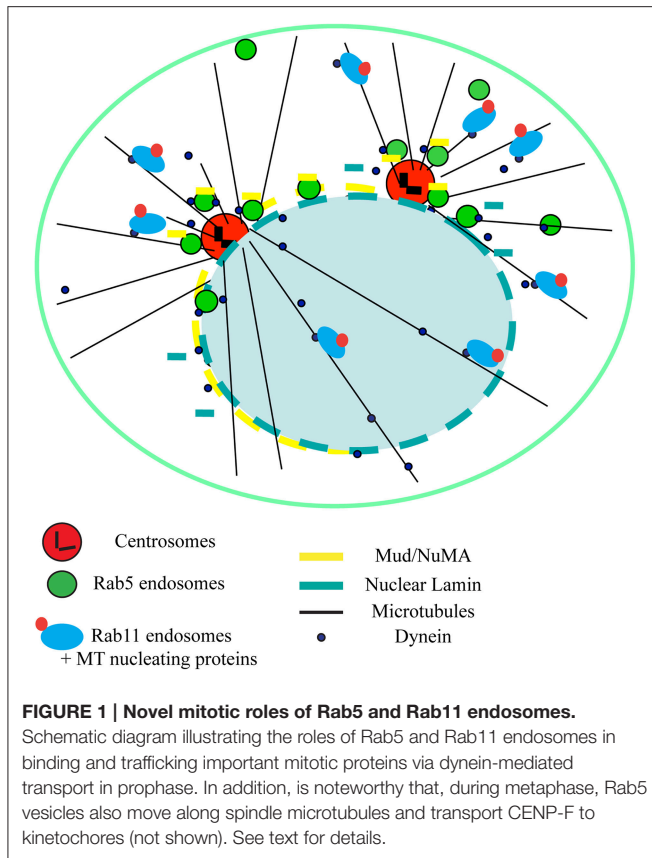 Centrosomes
Rab5 endosomes
Rab11 endosomes
+ MT nucleating proteins
Mud/NuMA
Nuclear Lamin
Microtubules
Dynein
FIGURE 1 | Novel mitotic roles of Rab5 and Rab11 endosomes.
Schematic diagram illustrating the roles of Rab5 and Rab11 endosomes in
binding and trafficking important mitotic proteins via dynein-mediated
transport in prophase. In addition, is noteworthy that, during metaphase, Rab5
vesicles also move along spindle microtubules and transport CENP-F to
kinetochores (not shown). See text for details.